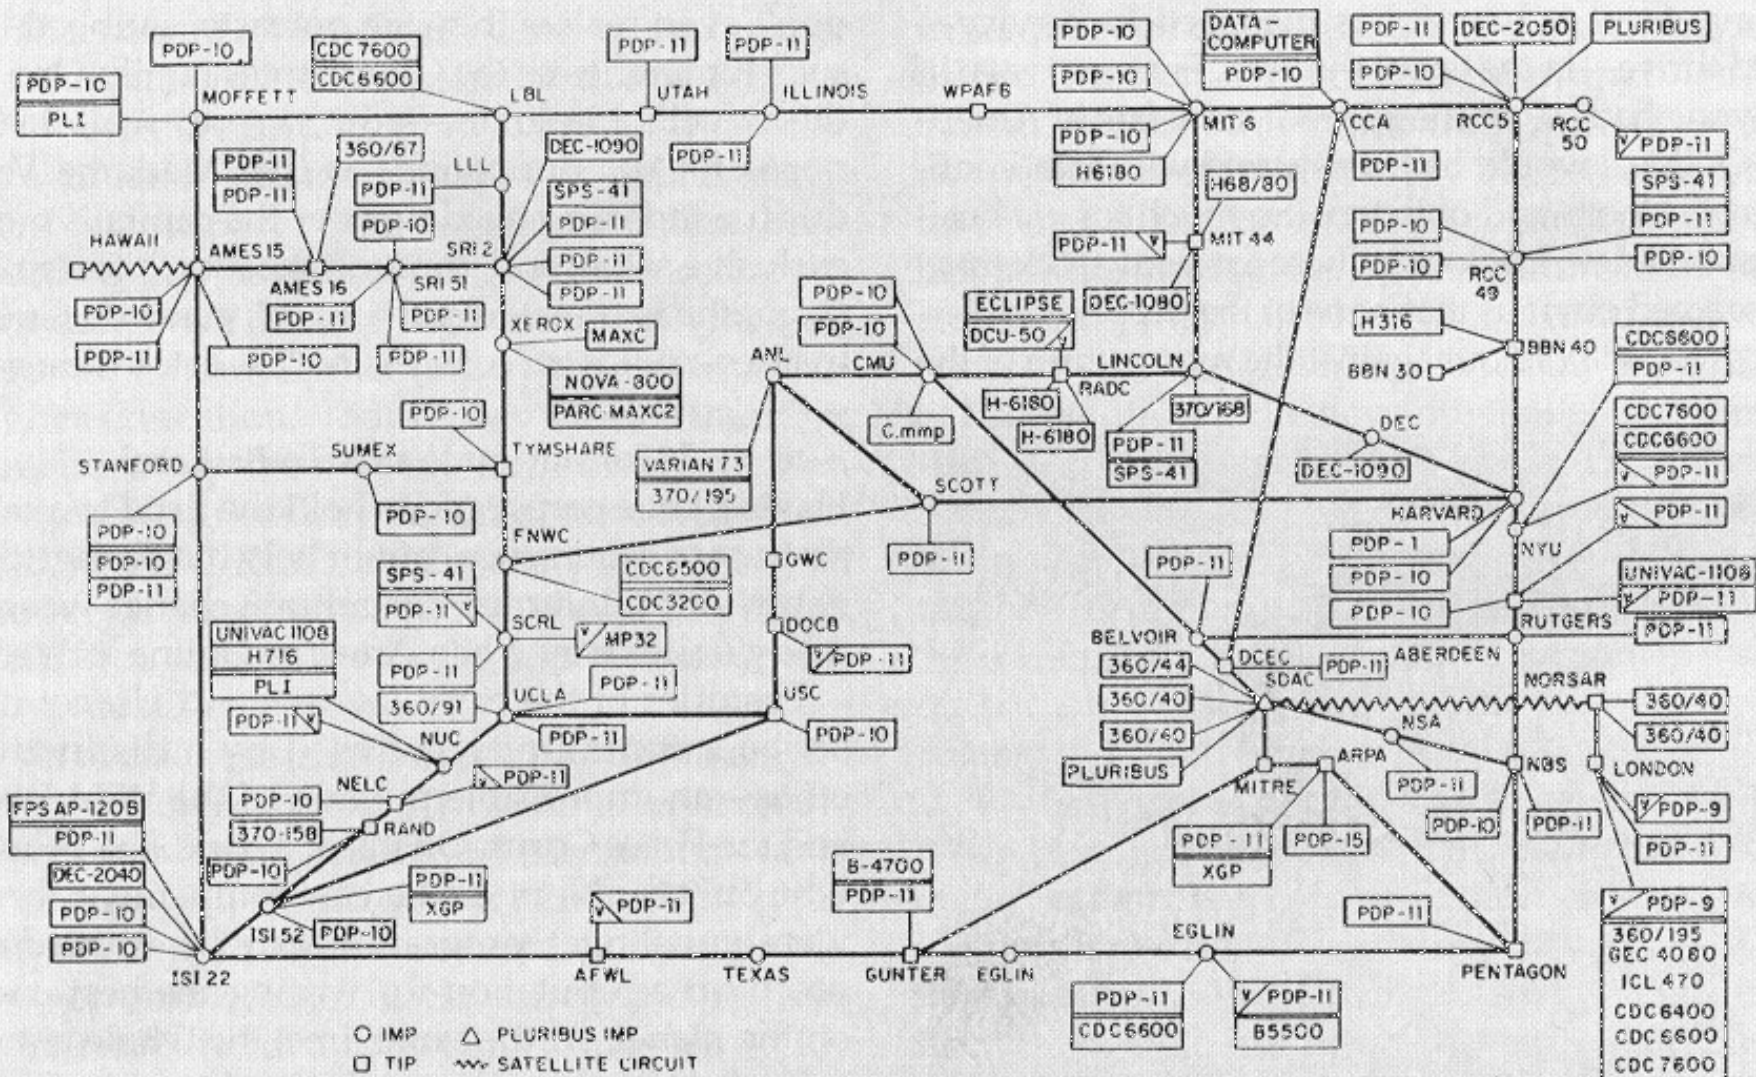 PDP-10
CDC7600
CDC6600
PDP-11
PDP-11
PDP-10
DATA-
COMPUTER
PDP-10
PDP-11
DEC-2050
PLURIBUS
PDP-10
PLI
PDP-10
PDP-10
MOFFETT
LBL
UTAH
ILLINOIS
WPAFB
MIT 6
CCA
RCC5
RCC
50
PDP-11
PDP-11
360/67
LLL
DEC-1090
PDP-11
PDP-10
H6180
PDP-11
PDP-11
PDP-11
PDP-10
SPS-41
PDP-11
H68/80
SPS-41
PDP-11
PDP-10
PDP-10
PDP-10
HAWAII
AMES 15
AMES 16
SRI 51
SRI 2
PDP-11
PDP-11
PDP-11
MIT 44
DEC-1080
RCC
49
PDP-10
PDP-11
PDP-10
PDP-11
PDP-11
PDP-11
XEROX
MAXC
NOVA-800
PARC-MAXC2
PDP-10
PDP-10
ANL
CMU
ECLIPSE
DCU-50
RADC
LINCOLN
H316
BBN 40
BBN 30
CDC6600
PDP-11
PDP-10
C.mmp
H-6180
H-6180
370/168
PDP-11
SPS-41
DEC
DEC-1090
CDC7600
CDC6600
PDP-11
PDP-11
STANFORD
SUMEX
TYMSHARE
VARIAN 73
370/195
SCOTT
PDP-11
HARVARD
NYU
PDP-10
PDP-10
PDP-11
PDP-10
FNWC
CDC6500
CDC3200
GWC
PDP-11
PDP-1
PDP-10
PDP-10
UNIVAC-1108
PDP-11
RUTGERS
PDP-11
SPS-41
PDP-11
SCRL
MP32
PDP-11
DOCB
PDP-11
BELVOIR
ABERDEEN
UNIVAC 1108
H716
PLI
PDP-11
UCLA
PDP-11
360/91
PDP-11
USC
PDP-10
360/44
360/40
360/40
PLURIBUS
DCEC
PDP-11
SDAC
NORSAR
360/40
360/40
NUC
NELC
PDP-11
PDP-10
370-158
RAND
PDP-10
NSA
PDP-11
MITRE
ARPA
NBS
PDP-10
PDP-11
LONDON
PDP-9
PDP-11
FPS AP-120B
PDP-11
DEC-2040
PDP-10
PDP-10
PDP-11
XGP
ISI 52
PDP-10
PDP-11
XGP
PDP-15
B-4700
PDP-11
PDP-11
PDP-11
ISI 22
AFWL
TEXAS
GUNTER
EGLIN
EGLIN
PENTAGON
PDP-11
CDC6600
PDP-11
B5500
PDP-9
360/195
GEC 4080
ICL 470
CDC6400
CDC6600
CDC7600
IMP
PLURIBUS IMP
TIP
SATELLITE CIRCUIT